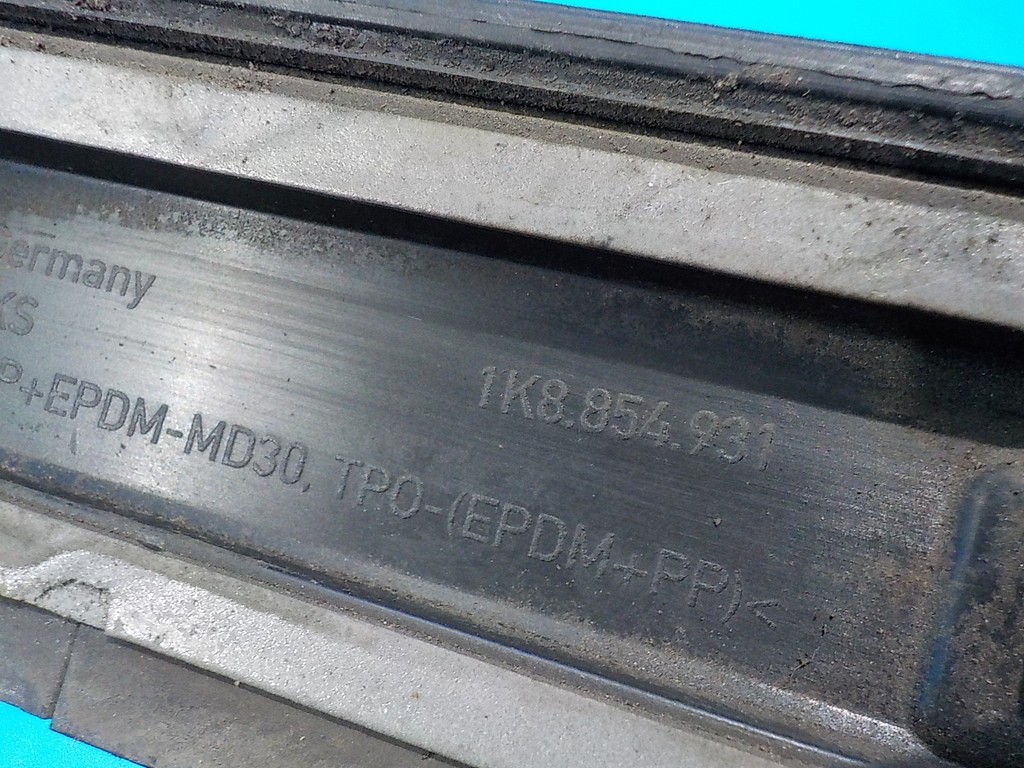 ermany
KS
P+EPDM-MD30, TPO-(EPDM+PP)<
1K8.854.931